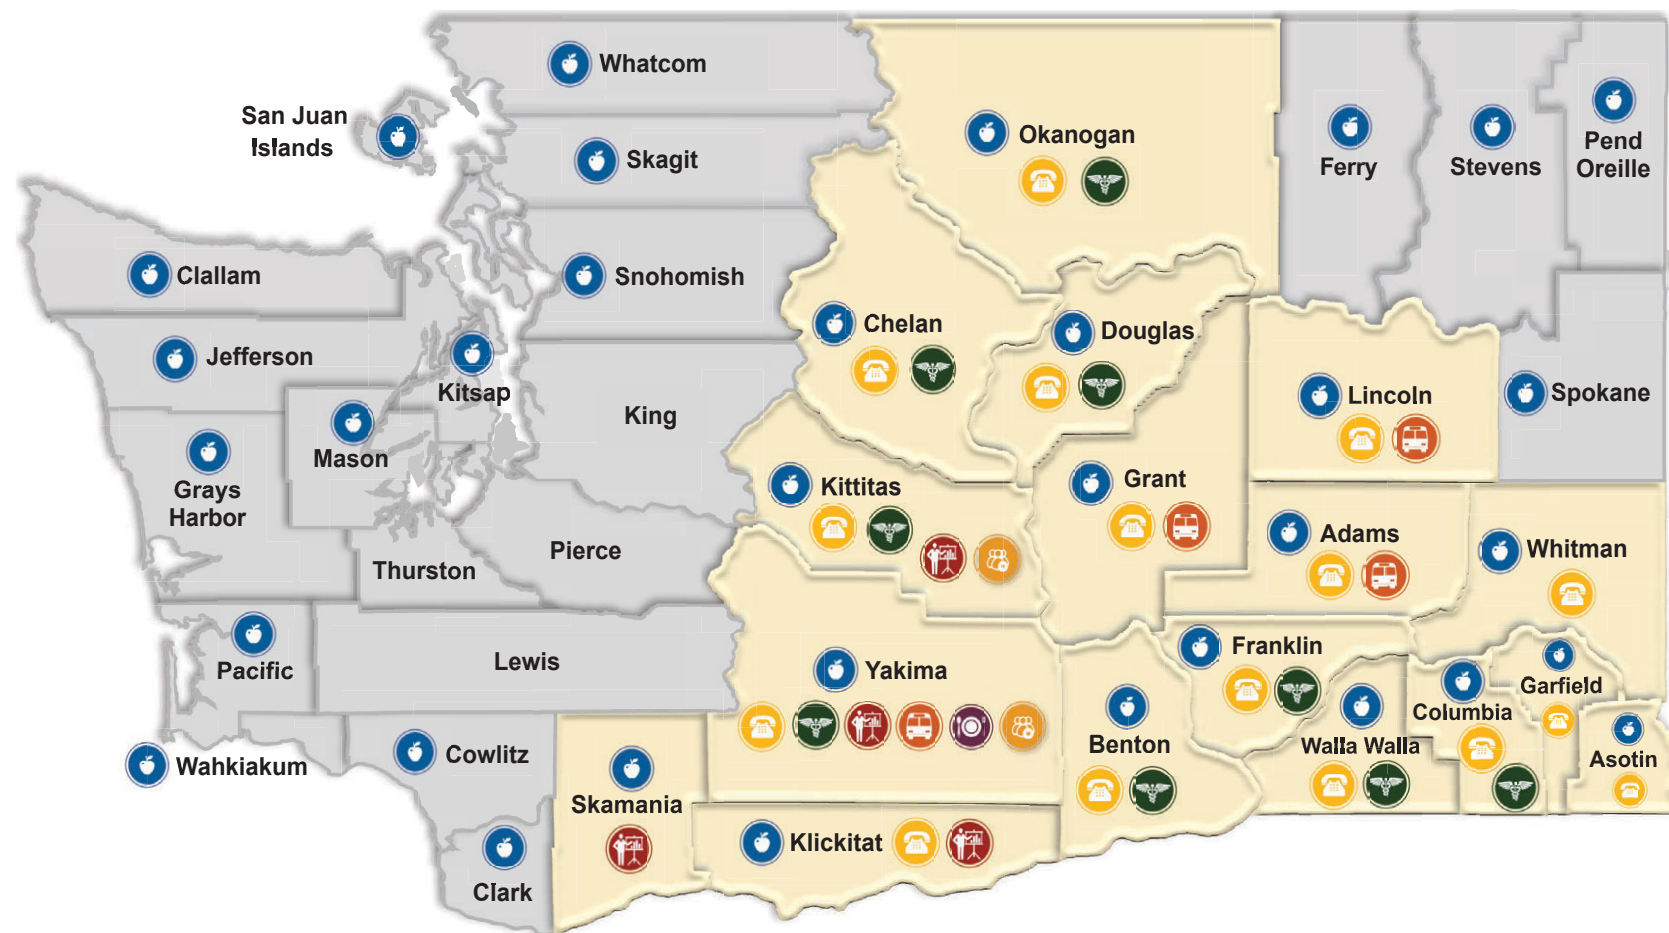 Whatcom
San Juan
Islands
Skagit
Okanogan
Ferry
Stevens
Pend
Oreille
Clallam
Snohomish
Jefferson
Kitsap
Chelan
Douglas
King
Lincoln
Spokane
Mason
Grays
Harbor
Kittitas
Grant
Adams
Whitman
Pierce
Thurston
Pacific
Lewis
Yakima
Franklin
Garfield
Columbia
Walla Walla
Benton
Asotin
Wahkiakum
Cowlitz
Skamania
Klickitat
Clark